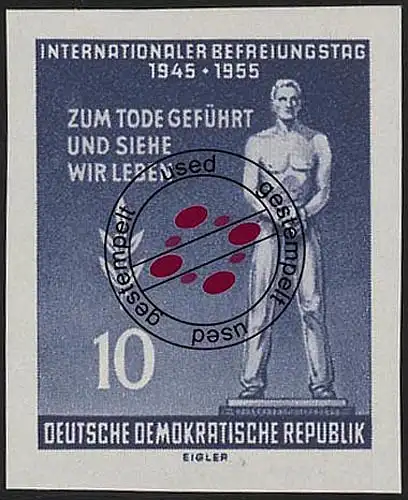 INTERNATIONALER BEFREIUNGSTAG
1945 • 1955
ZUM TODE GEFÜHRT
UND SIEHE
WIR LEBEN
used
gestempelt
used
gestempelt
10
DEUTSCHE DEMOKRATISCHE REPUBLIK
EIGLER